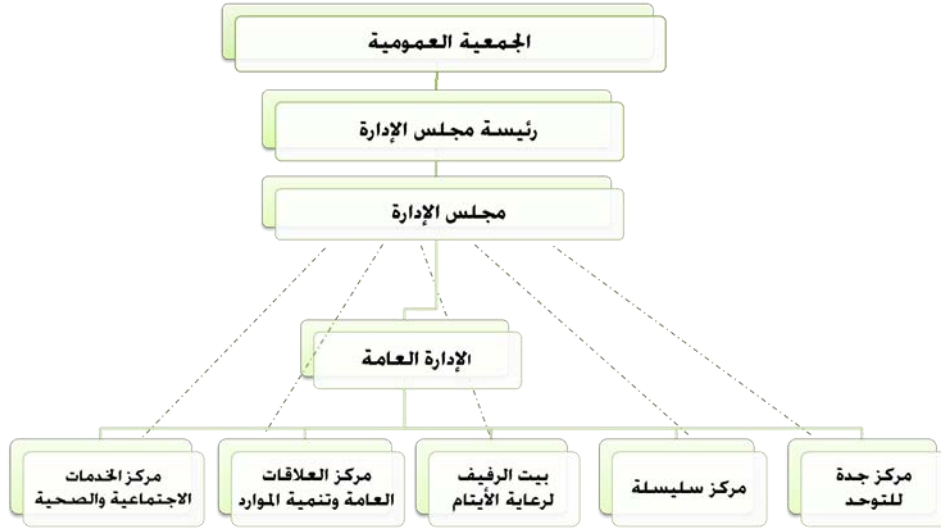 الجمعية العمومية
رئيسة مجلس الإدارة
مجلس الإدارة
الإدارة العامة
مركز جدة
للتوحد
مركز سليسلة
بيت الرفيف
لرعاية الأيتام
مركز العلاقات
العامة وتنمية الموارد
مركز الخدمات
الاجتماعية والصحية